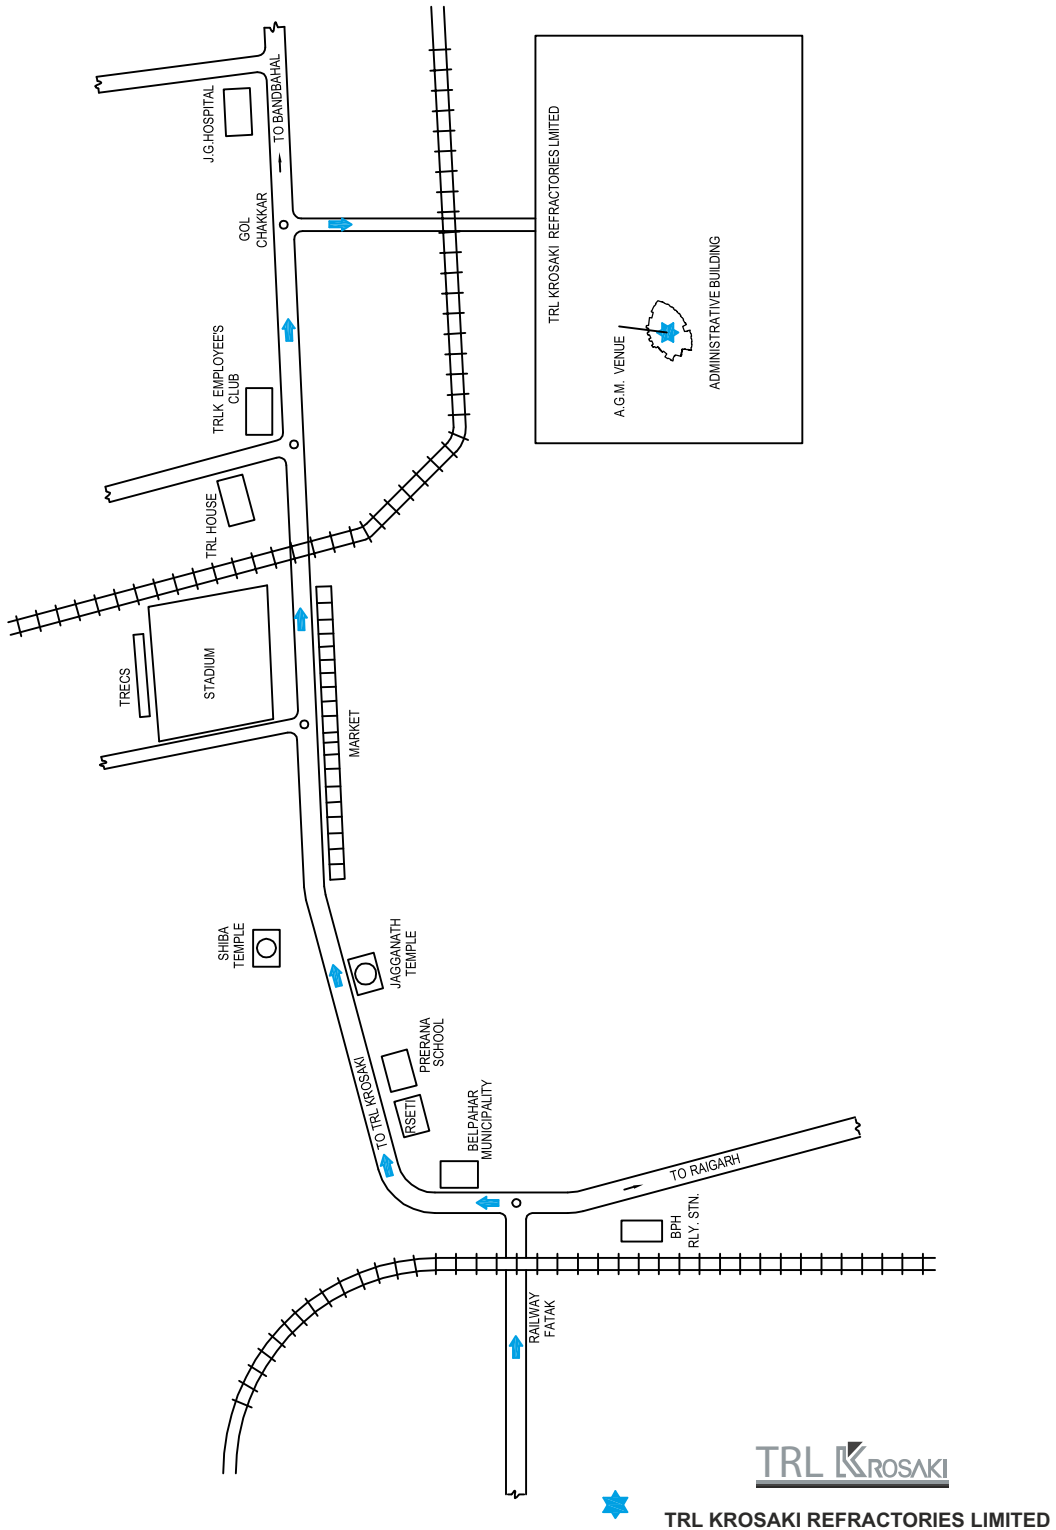 J.G.HOSPITAL
TO BANDBAHAL
GOL
CHAKKAR
TRL KROSAKI REFRACTORIES LMITED
A.G.M. VENUE
ADMINISTRATIVE BUILDING
TRLK EMPLOYEE'S
CLUB
TRL HOUSE
TRECS
STADIUM
MARKET
SHIBA
TEMPLE
JAGGANATH
TEMPLE
PRERANA
SCHOOL
TO TRL KROSAKI
RSETI
BELPAHAR
MUNICIPALITY
TO RAIGARH
BPH
RLY. STN.
RAILWAY
FATAK
TRL KROSAKI
TRL KROSAKI REFRACTORIES LIMITED